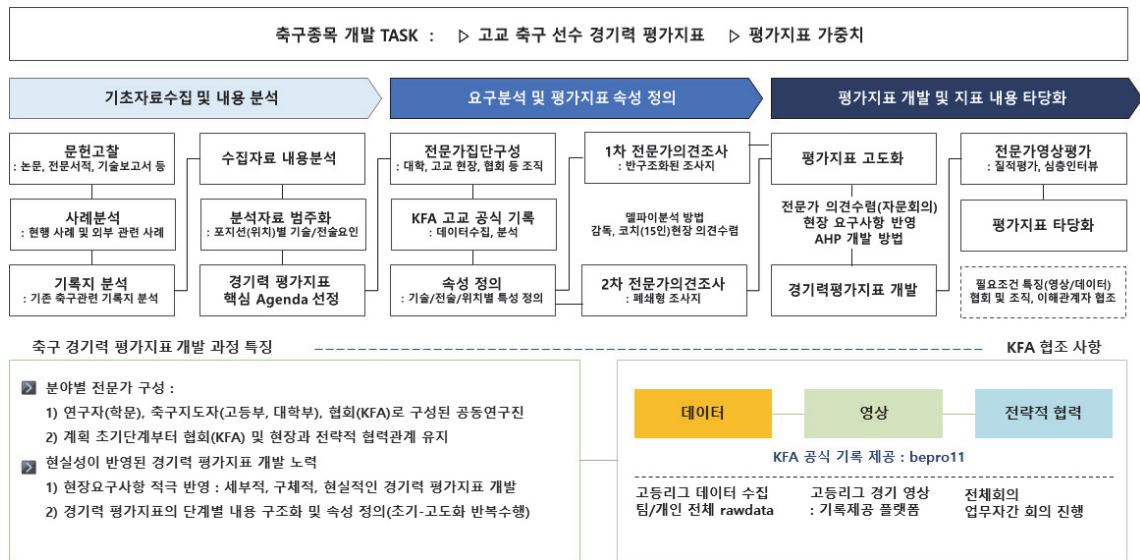 축구종목 개발 TASK : ▷ 고교 축구 선수 경기력 평가지표 ▷ 평가지표 가중치
기초자료수집 및 내용 분석
요구분석 및 평가지표 속성 정의
평가지표 개발 및 지표 내용 타당화
문헌고찰
: 논문, 전문서적, 기술보고서 등
사례분석
: 현행 사례 및 외부 관련 사례
기록지 분석
: 기존 축구관련 기록지 분석
수집자료 내용분석
분석자료 범주화
: 포지션(위치)별 기술/전술요인
경기력 평가지표
핵심 Agenda 선정
전문가집단구성
: 대학, 고교 현장, 협회 등 조직
KFA 고교 공식 기록
: 데이터수집, 분석
속성 정의
: 기술/전술/위치별 특성 정의
1차 전문가의견조사
: 반구조화된 조사지
델파이분석 방법
감독, 코치(15인)현장 의견수렴
2차 전문가의견조사
: 폐쇄형 조사지
평가지표 고도화
전문가 의견수렴(자문회의)
현장 요구사항 반영
AHP 개발 방법
경기력평가지표 개발
전문가영상평가
: 질적평가, 심층인터뷰
평가지표 타당화
필요조건 특징(영상/데이터)
협회 및 조직, 이해관계자 협조
축구 경기력 평가지표 개발 과정 특징
KFA 협조 사항
분야별 전문가 구성 :
1) 연구자(학문), 축구지도자(고등부, 대학부), 협회(KFA)로 구성된 공동연구진
2) 계획 초기단계부터 협회(KFA) 및 현장과 전략적 협력관계 유지
현실성이 반영된 경기력 평가지표 개발 노력
1) 현장요구사항 적극 반영 : 세부적, 구체적, 현실적인 경기력 평가지표 개발
2) 경기력 평가지표의 단계별 내용 구조화 및 속성 정의(초기-고도화 반복수행)
데이터
영상
전략적 협력
KFA 공식 기록 제공 : bepro11
고등리그 데이터 수집
팀/개인 전체 rawdata
고등리그 경기 영상
: 기록제공 플랫폼
전체회의
업무자간 회의 진행